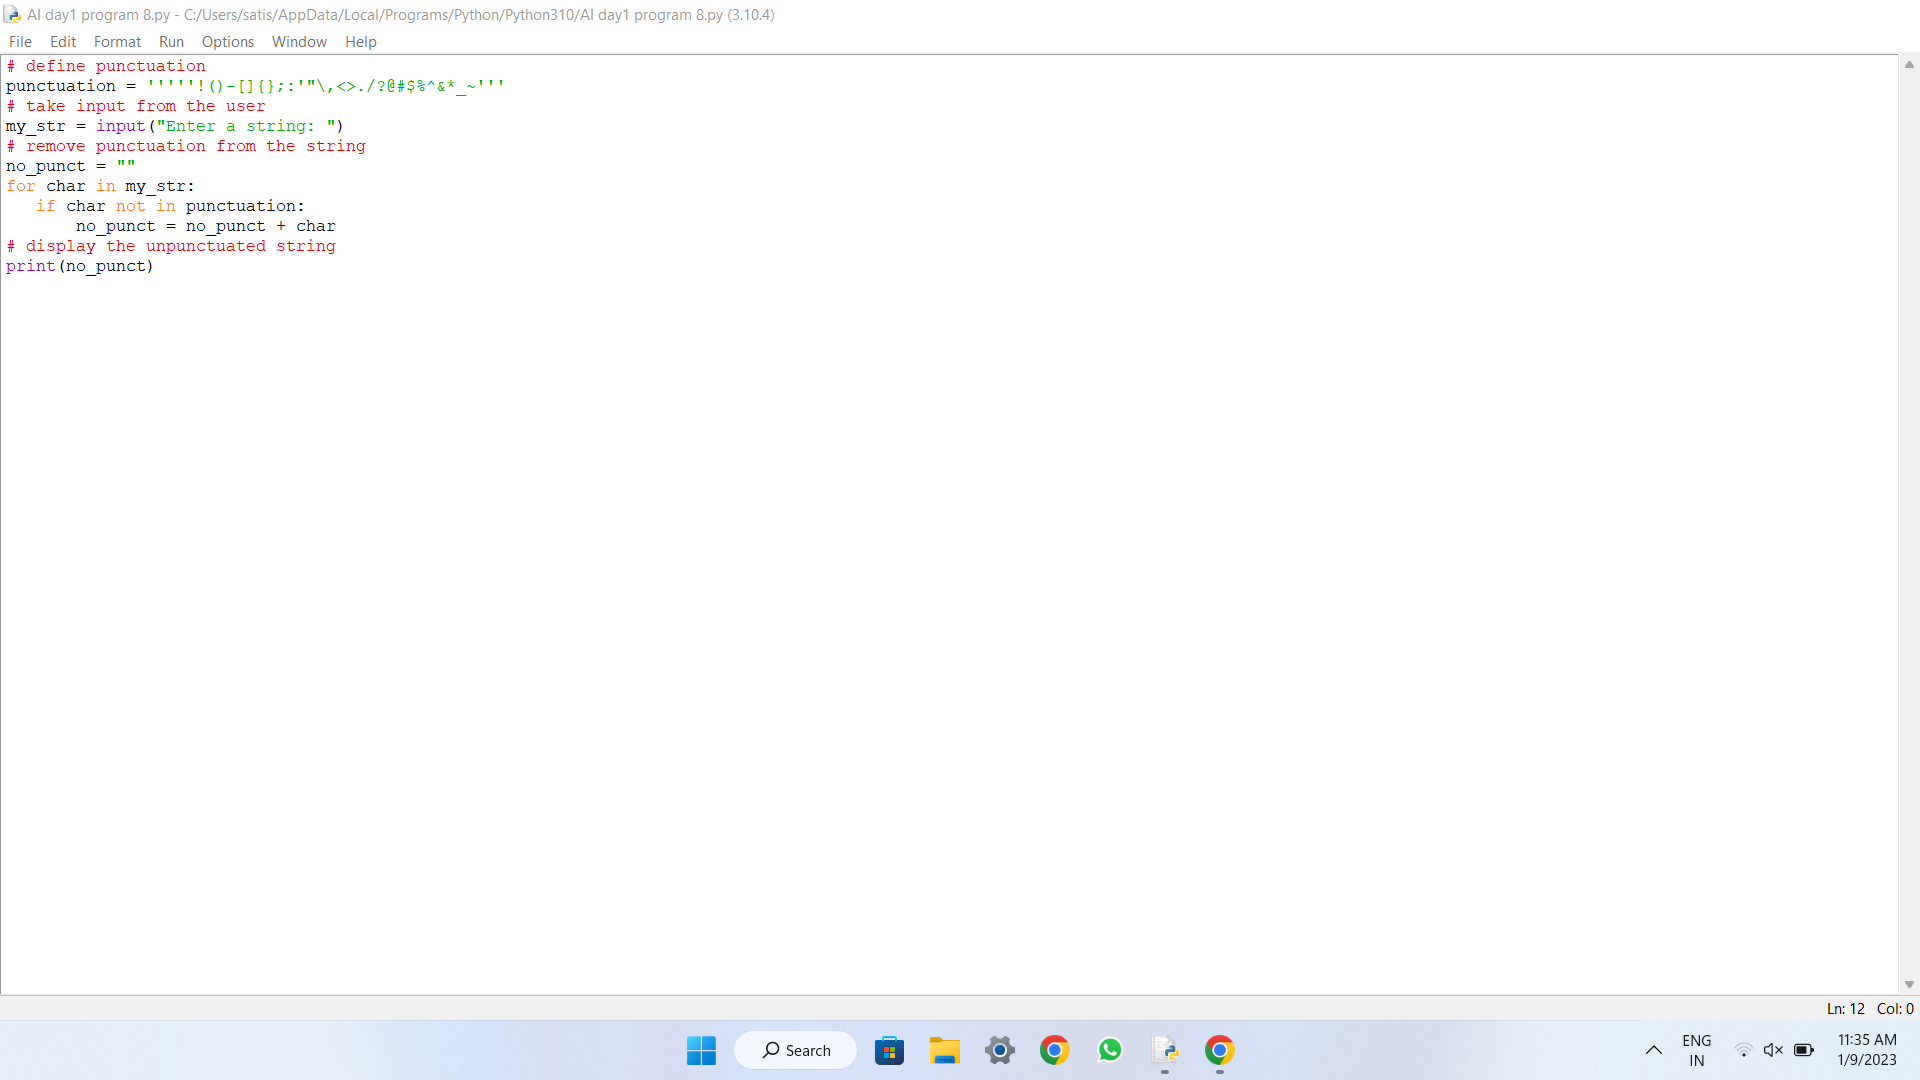 AI day1 program 8.py - C:/Users/satis/AppData/Local/Programs/Python/Python310/AI day1 program 8.py (3.10.4)
File Edit Format Run Options Window Help
# define punctuation
punctuation = '''''!()-[]{};:'"\,<>./?@#$%^&*_~'''
# take input from the user
my_str = input("Enter a string: ")
# remove punctuation from the string
no_punct = ""
for char in my_str:
   if char not in punctuation:
       no_punct = no_punct + char
# display the unpunctuated string
print(no_punct)
Ln: 12 Col: 0
Search
ENG
IN
11:35 AM
1/9/2023